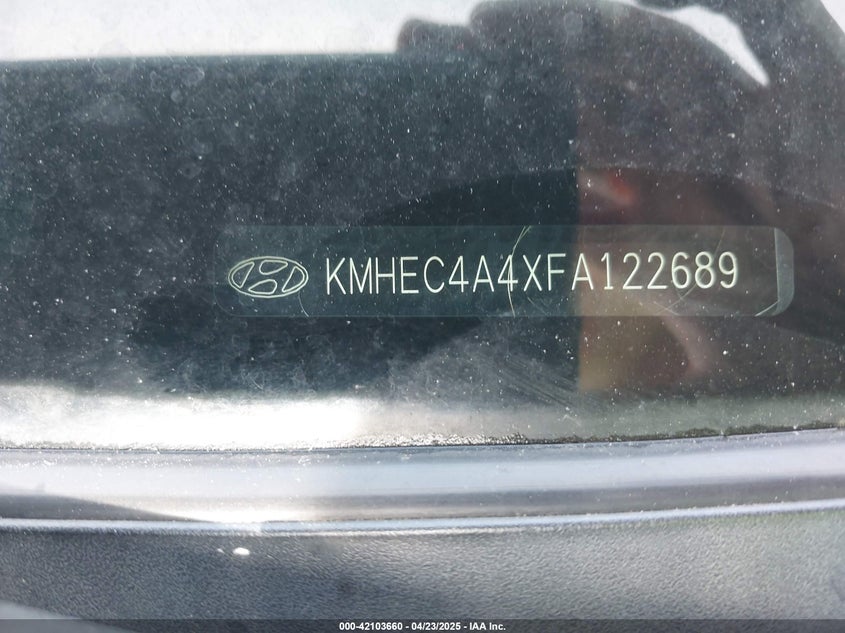 KMHEC4A4XFA122689
000-42103660 - 04/23/2025 - IAA Inc.